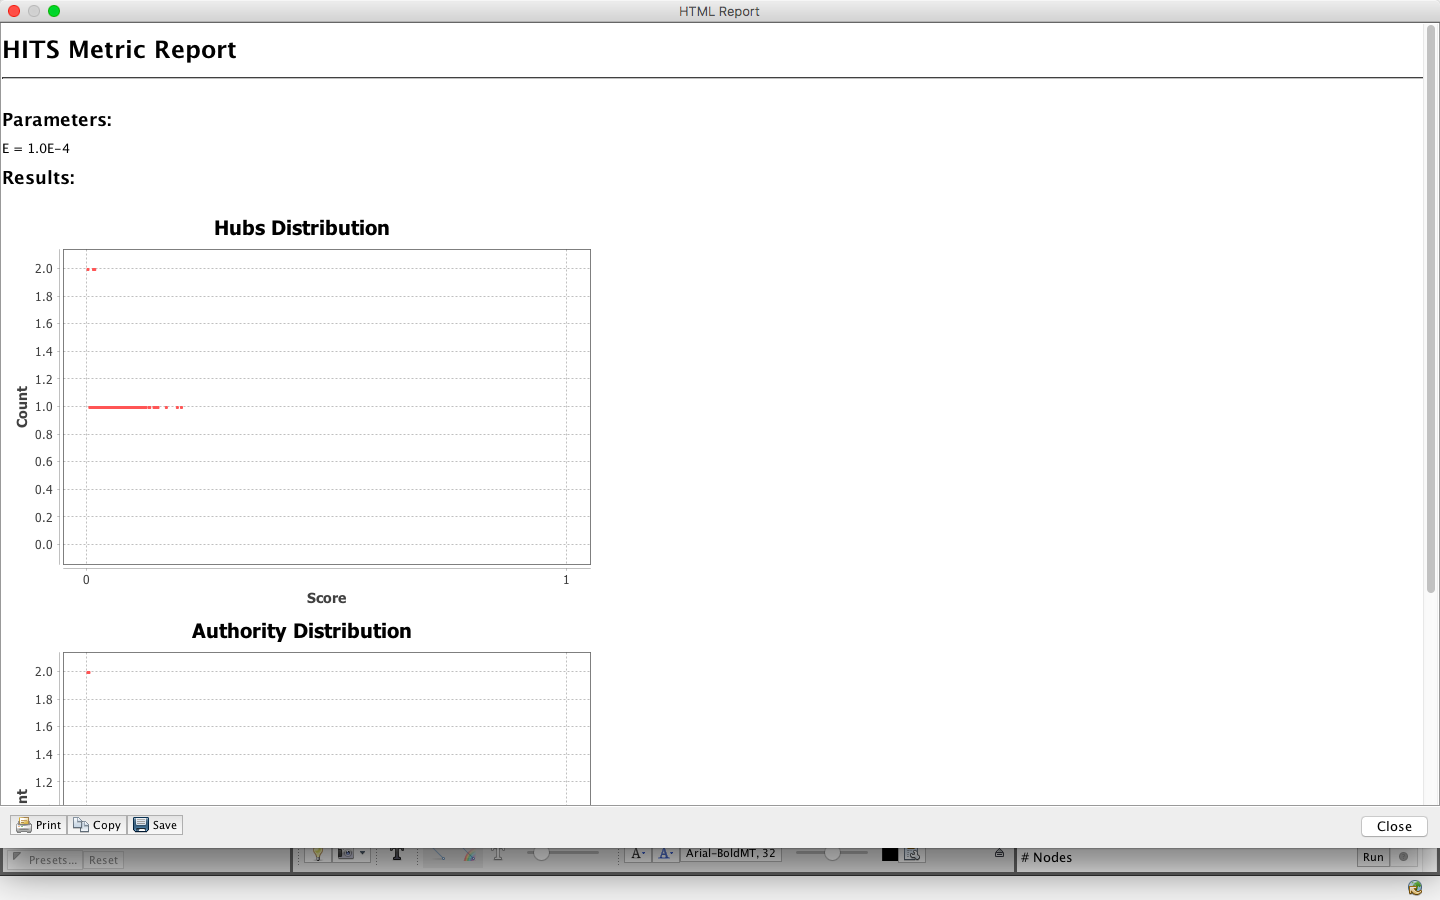 HTML Report
HITS Metric Report
Parameters:
E = 1.0E-4
Results:
Hubs Distribution
2.0
1.8
1.6
1.4
1.2
1.0
0.8
0.6
0.4
0.2
0.0
Count
0 1
Score
Authority Distribution
2.0
1.8
1.6
1.4
1.2
nt
Print Copy Save Close
Presets... Reset T T A- A- Arial-BoldMT, 32 # Nodes Run